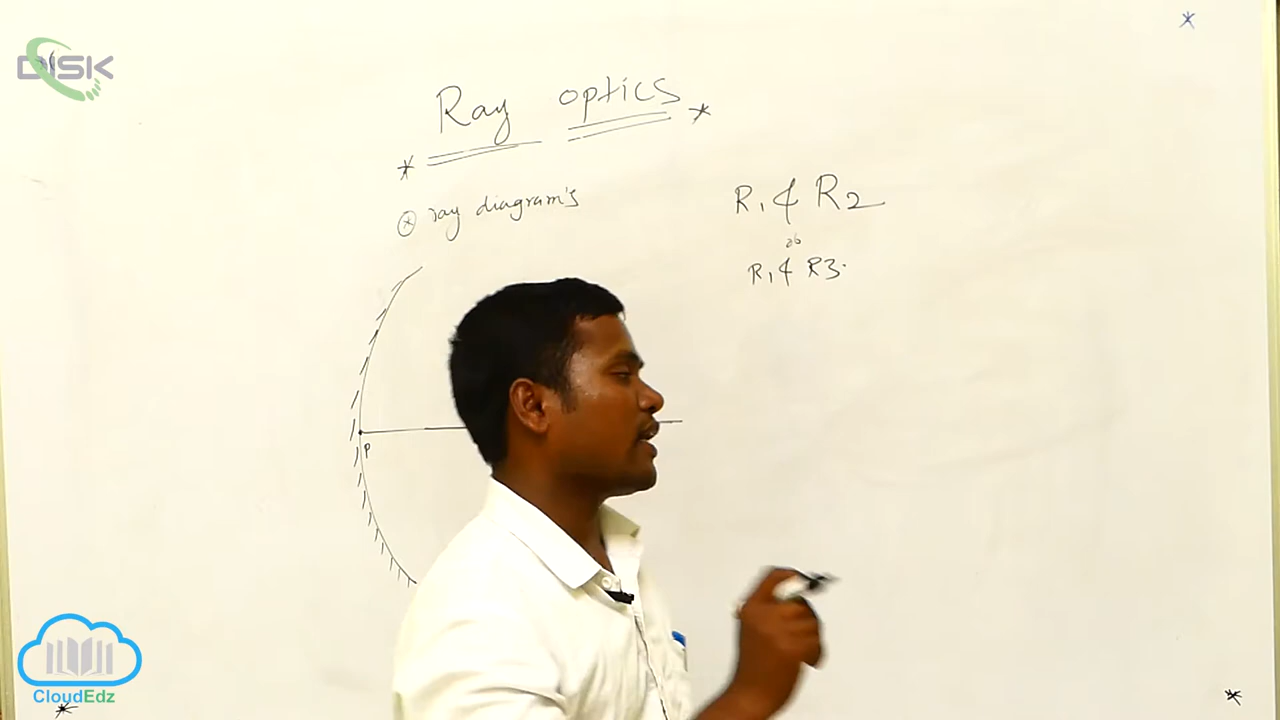 DISK
Ray optics
ray diagram's
R1 & R2
R1 & R3.
P
CloudEdz